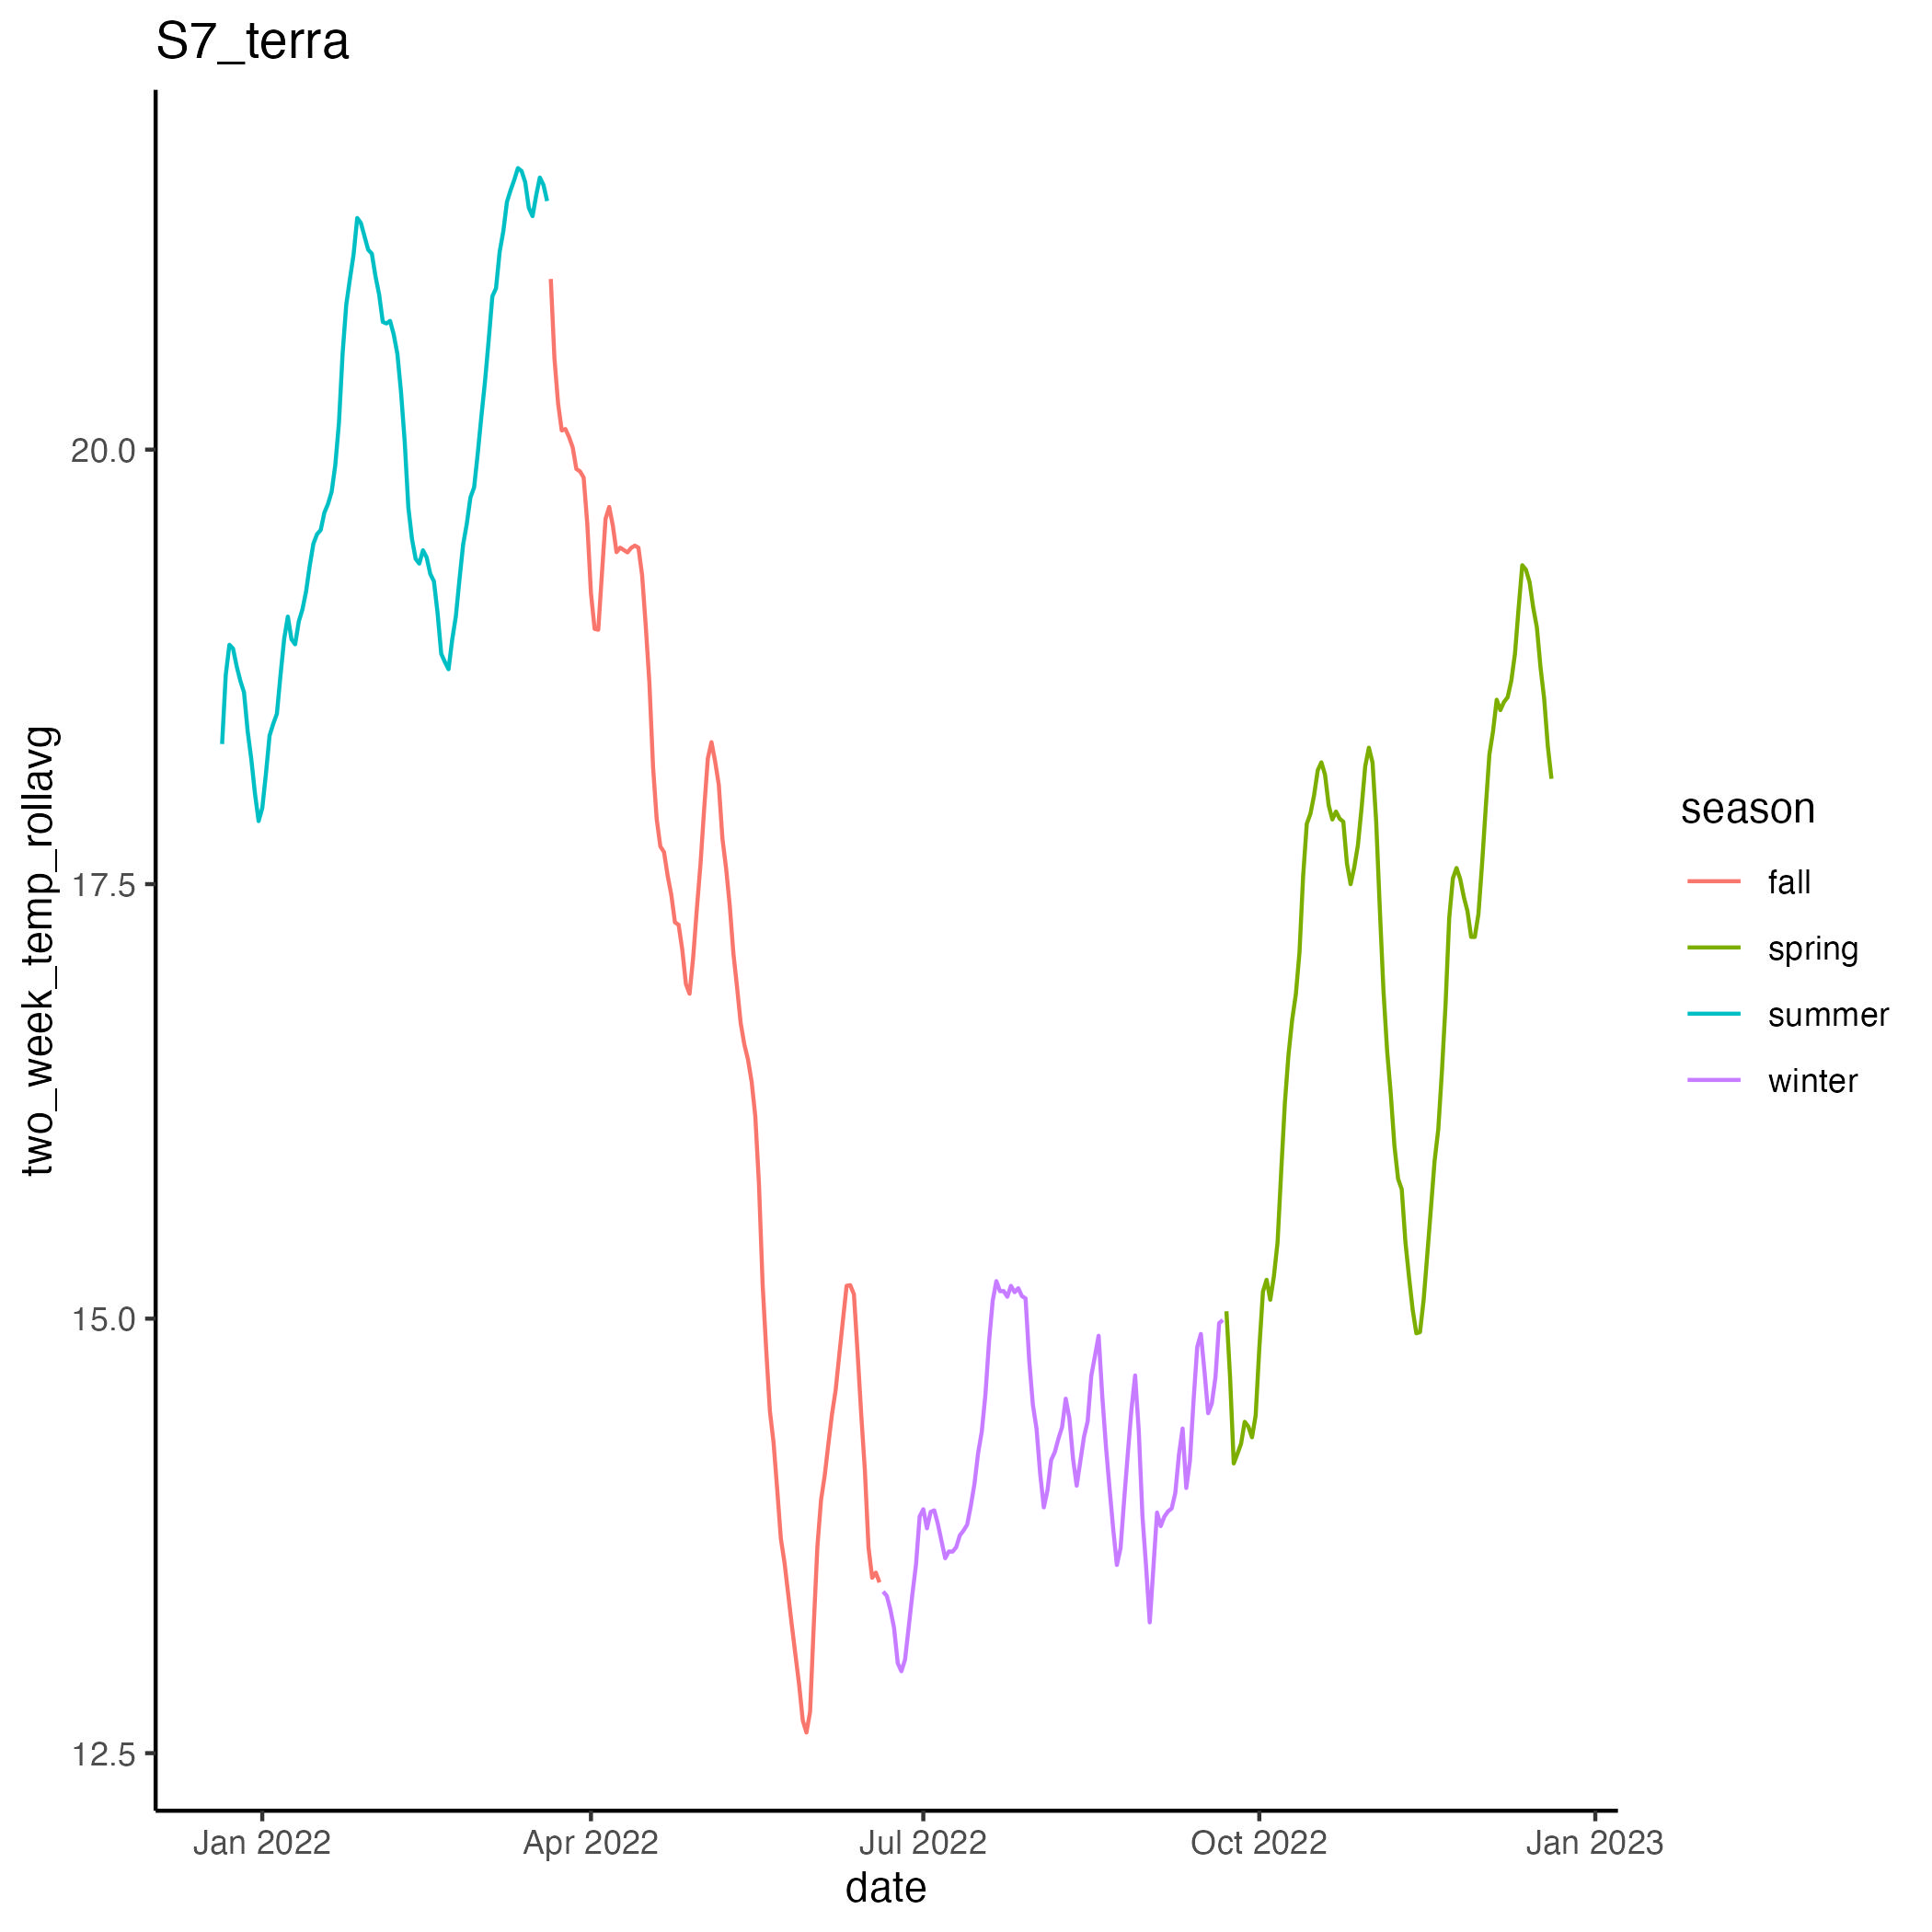 S7_terra
two_week_temp_rollavg
20.0
17.5
15.0
12.5
Jan 2022
Apr 2022
Jul 2022
Oct 2022
Jan 2023
date
season
fall
spring
summer
winter